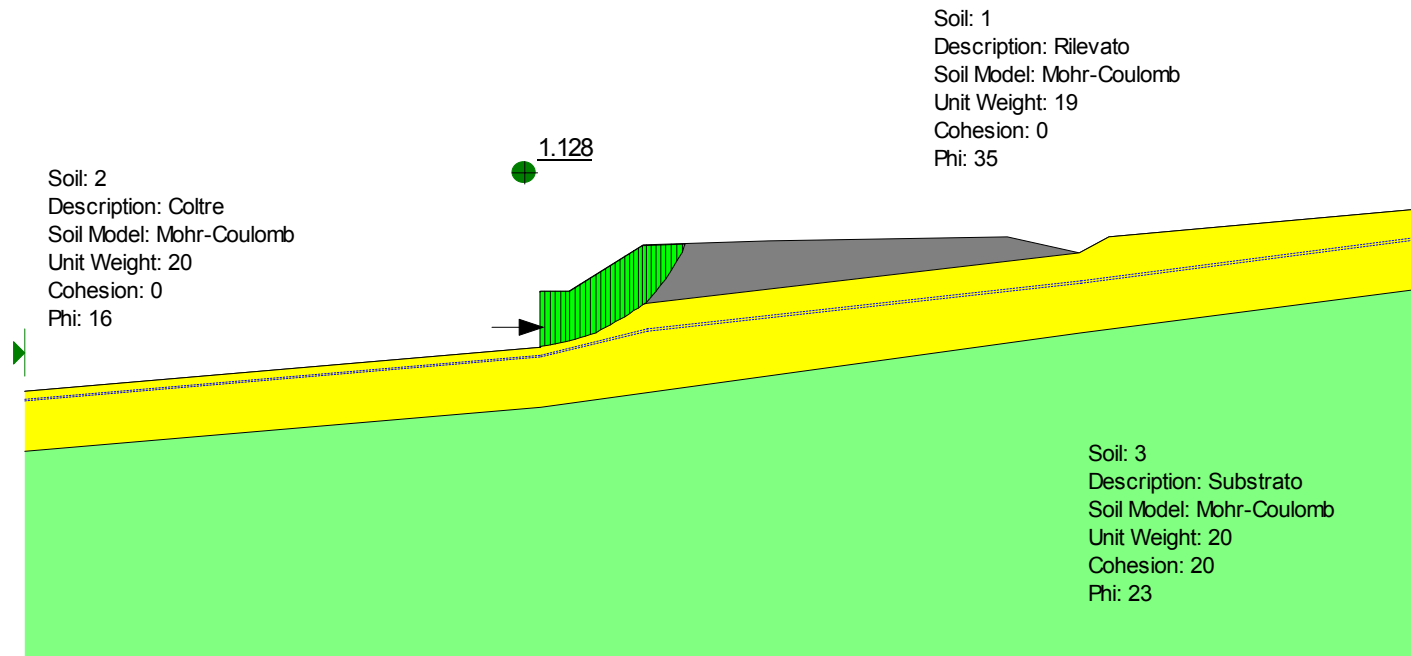 Soil: 1
Description: Rilevato
Soil Model: Mohr-Coulomb
Unit Weight: 19
Cohesion: 0
Phi: 35
1.128
Soil: 2
Description: Coltre
Soil Model: Mohr-Coulomb
Unit Weight: 20
Cohesion: 0
Phi: 16
Soil: 3
Description: Substrato
Soil Model: Mohr-Coulomb
Unit Weight: 20
Cohesion: 20
Phi: 23